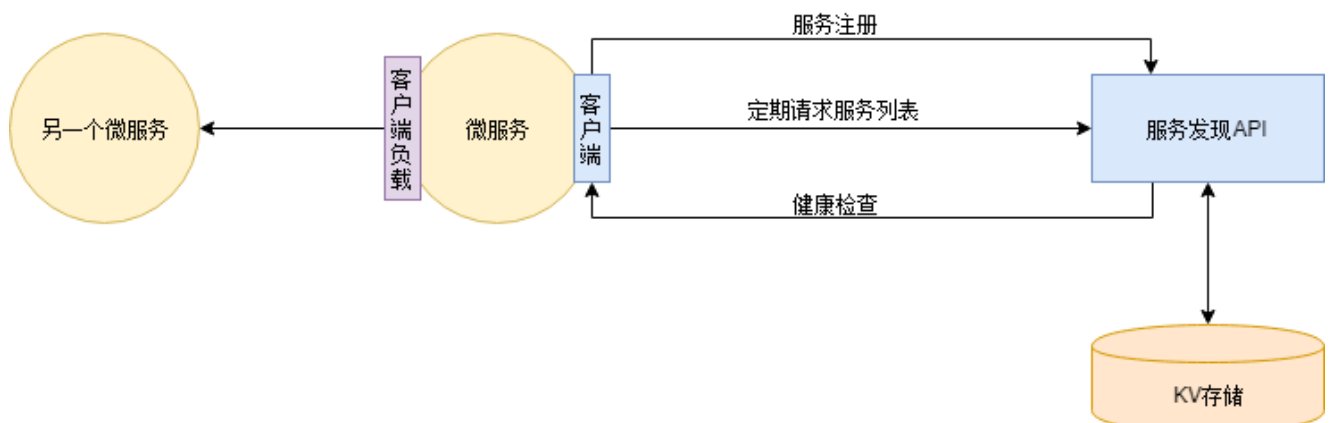 服务注册
另一个微服务
客户端负载
微服务
客户端
定期请求服务列表
服务发现API
健康检查
KV存储